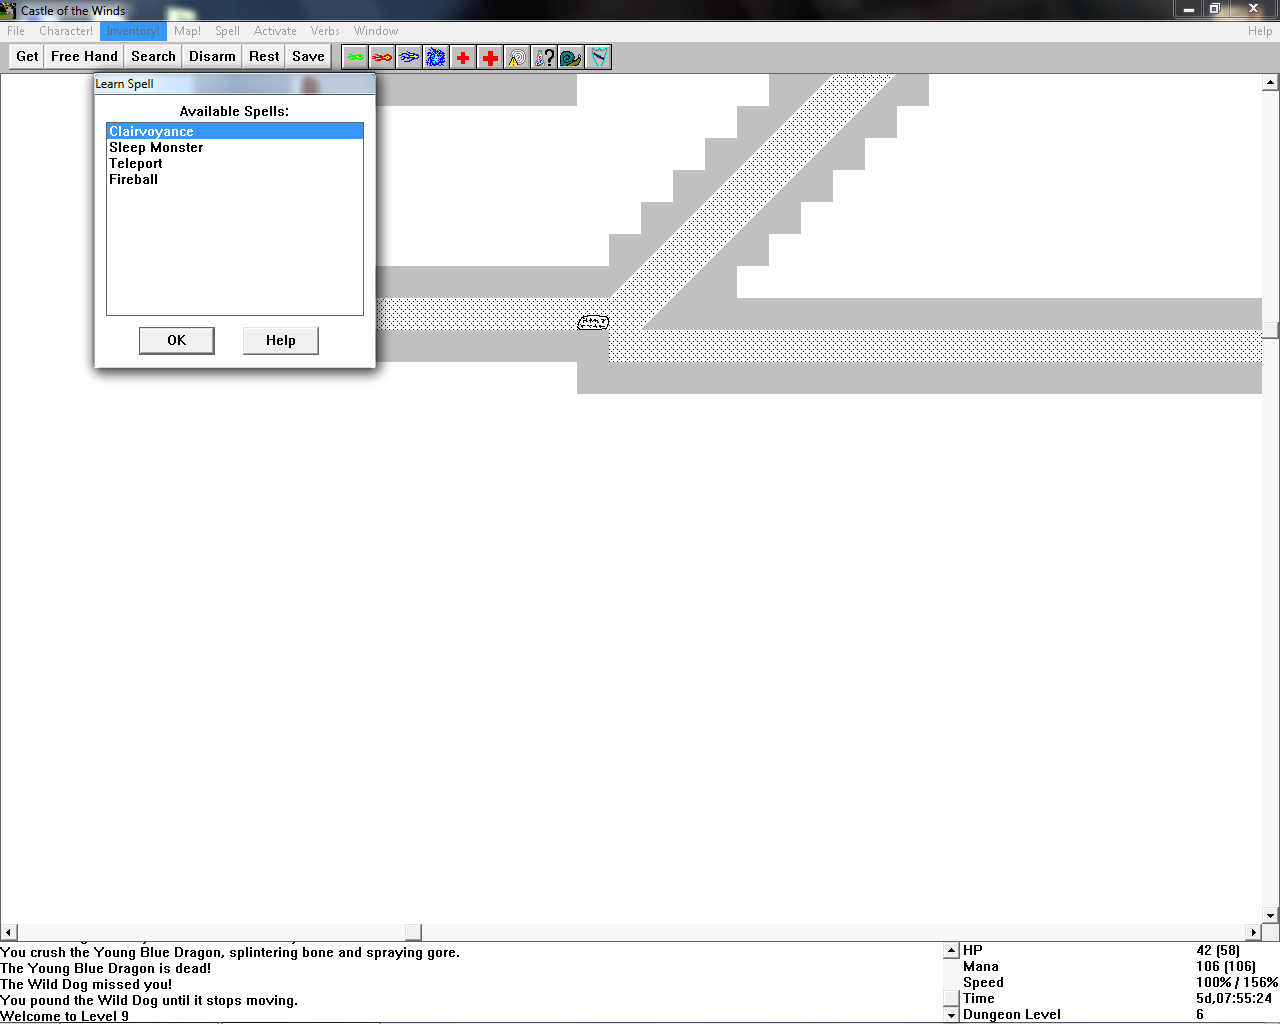 Castle of the Winds
File Character! Inventory! Map! Spell Activate Verbs Window Help
Get Free Hand Search Disarm Rest Save
Learn Spell
Available Spells:
Clairvoyance
Sleep Monster
Teleport
Fireball
OK Help
You crush the Young Blue Dragon, splintering bone and spraying gore.
The Young Blue Dragon is dead!
The Wild Dog missed you!
You pound the Wild Dog until it stops moving.
Welcome to Level 9
HP 42 (58)
Mana 106 (106)
Speed 100% / 156%
Time 5d,07:55:24
Dungeon Level 6